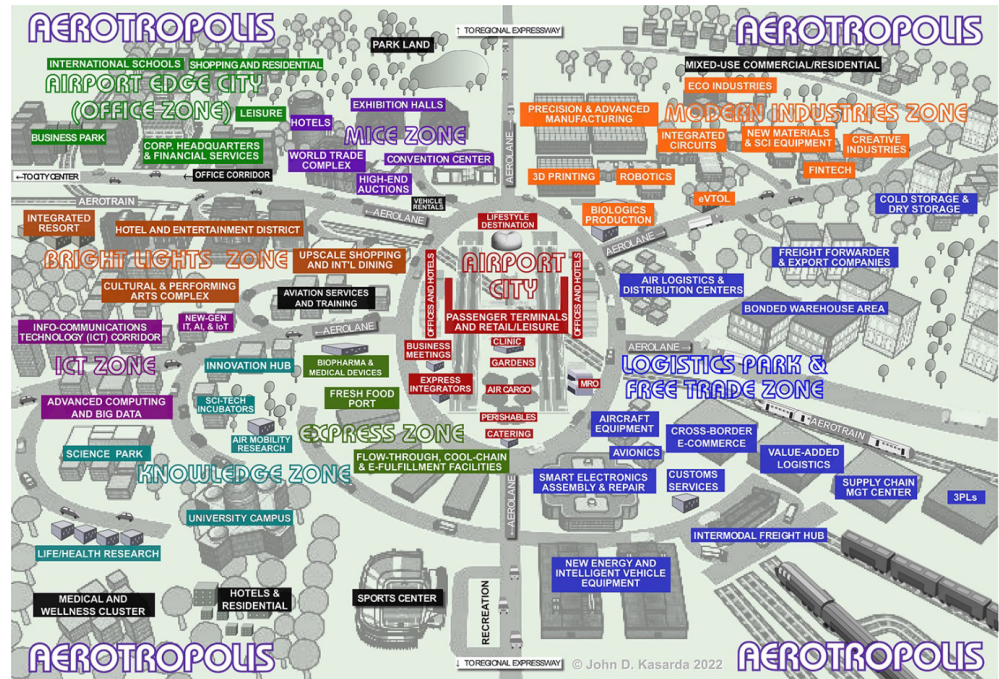 AEROTROPOLIS
↑ TO REGIONAL EXPRESSWAY
AEROTROPOLIS
PARK LAND
INTERNATIONAL SCHOOLS
SHOPPING AND RESIDENTIAL
MIXED-USE COMMERCIAL/RESIDENTIAL
AIRPORT EDGE CITY
(OFFICE ZONE)
ECO INDUSTRIES
LEISURE
EXHIBITION HALLS
PRECISION & ADVANCED
MANUFACTURING
MODERN INDUSTRIES ZONE
HOTELS
MICE ZONE
BUSINESS PARK
CORP. HEADQUARTERS
& FINANCIAL SERVICES
WORLD TRADE
COMPLEX
CONVENTION CENTER
AEROLANE
INTEGRATED
CIRCUITS
NEW MATERIALS
& SCI EQUIPMENT
CREATIVE
INDUSTRIES
FINTECH
←TO CITY CENTER
←OFFICE CORRIDOR
HIGH-END
AUCTIONS
3D PRINTING
ROBOTICS
AEROTRAIN
VEHICLE
RENTALS
eVTOL
COLD STORAGE &
DRY STORAGE
←AEROLANE
LIFESTYLE
DESTINATION
BIOLOGICS
PRODUCTION
INTEGRATED
RESORT
HOTEL AND ENTERTAINMENT DISTRICT
AEROLANE→
BRIGHT LIGHTS ZONE
UPSCALE SHOPPING
AND INT'L DINING
OFFICES AND HOTELS
AIRPORT
CITY
OFFICES AND HOTELS
FREIGHT FORWARDER
& EXPORT COMPANIES
CULTURAL & PERFORMING
ARTS COMPLEX
AVIATION SERVICES
AND TRAINING
AIR LOGISTICS &
DISTRIBUTION CENTERS
BONDED WAREHOUSE AREA
PASSENGER TERMINALS
AND RETAIL/LEISURE
INFO-COMMUNICATIONS
TECHNOLOGY (ICT) CORRIDOR
NEW-GEN
IT, AI, & IoT
←AEROLANE
BUSINESS
MEETINGS
CLINIC
AEROLANE→
ICT ZONE
INNOVATION HUB
BIOPHARMA &
MEDICAL DEVICES
GARDENS
LOGISTICS PARK &
FREE TRADE ZONE
EXPRESS
INTEGRATORS
AIR CARGO
MRO
ADVANCED COMPUTING
AND BIG DATA
SCI-TECH
INCUBATORS
FRESH FOOD
PORT
PERISHABLES
AIR MOBILITY
RESEARCH
EXPRESS ZONE
CATERING
AIRCRAFT
EQUIPMENT
CROSS-BORDER
E-COMMERCE
AEROTRAIN
SCIENCE PARK
AVIONICS
VALUE-ADDED
LOGISTICS
KNOWLEDGE ZONE
FLOW-THROUGH, COOL-CHAIN
& E-FULFILLMENT FACILITIES
SMART ELECTRONICS
ASSEMBLY & REPAIR
CUSTOMS
SERVICES
SUPPLY CHAIN
MGT CENTER
3PLs
←AEROLANE
UNIVERSITY CAMPUS
INTERMODAL FREIGHT HUB
LIFE/HEALTH RESEARCH
NEW ENERGY AND
INTELLIGENT VEHICLE
EQUIPMENT
MEDICAL AND
WELLNESS CLUSTER
HOTELS &
RESIDENTIAL
SPORTS CENTER
RECREATION
AEROTROPOLIS
↓ TO REGIONAL EXPRESSWAY
© John D. Kasarda 2022
AEROTROPOLIS